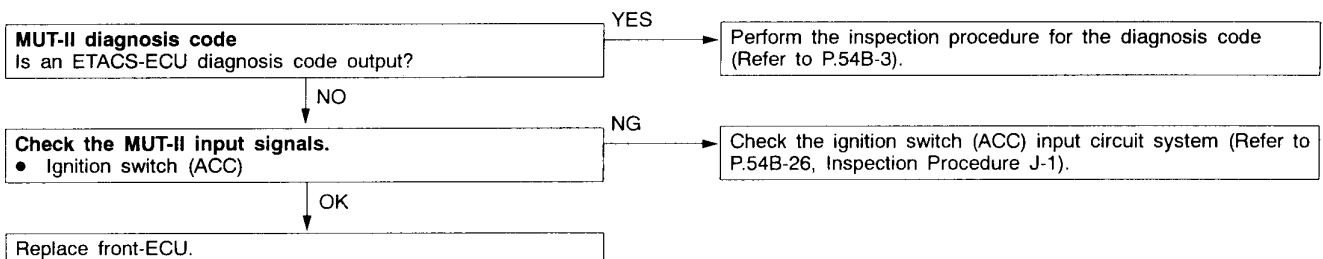 YES
MUT-II diagnosis code
Is an ETACS-ECU diagnosis code output?
Perform the inspection procedure for the diagnosis code
(Refer to P.54B-3).
NO
Check the MUT-II input signals.
● Ignition switch (ACC)
NG
Check the ignition switch (ACC) input circuit system (Refer to
P.54B-26, Inspection Procedure J-1).
OK
Replace front-ECU.